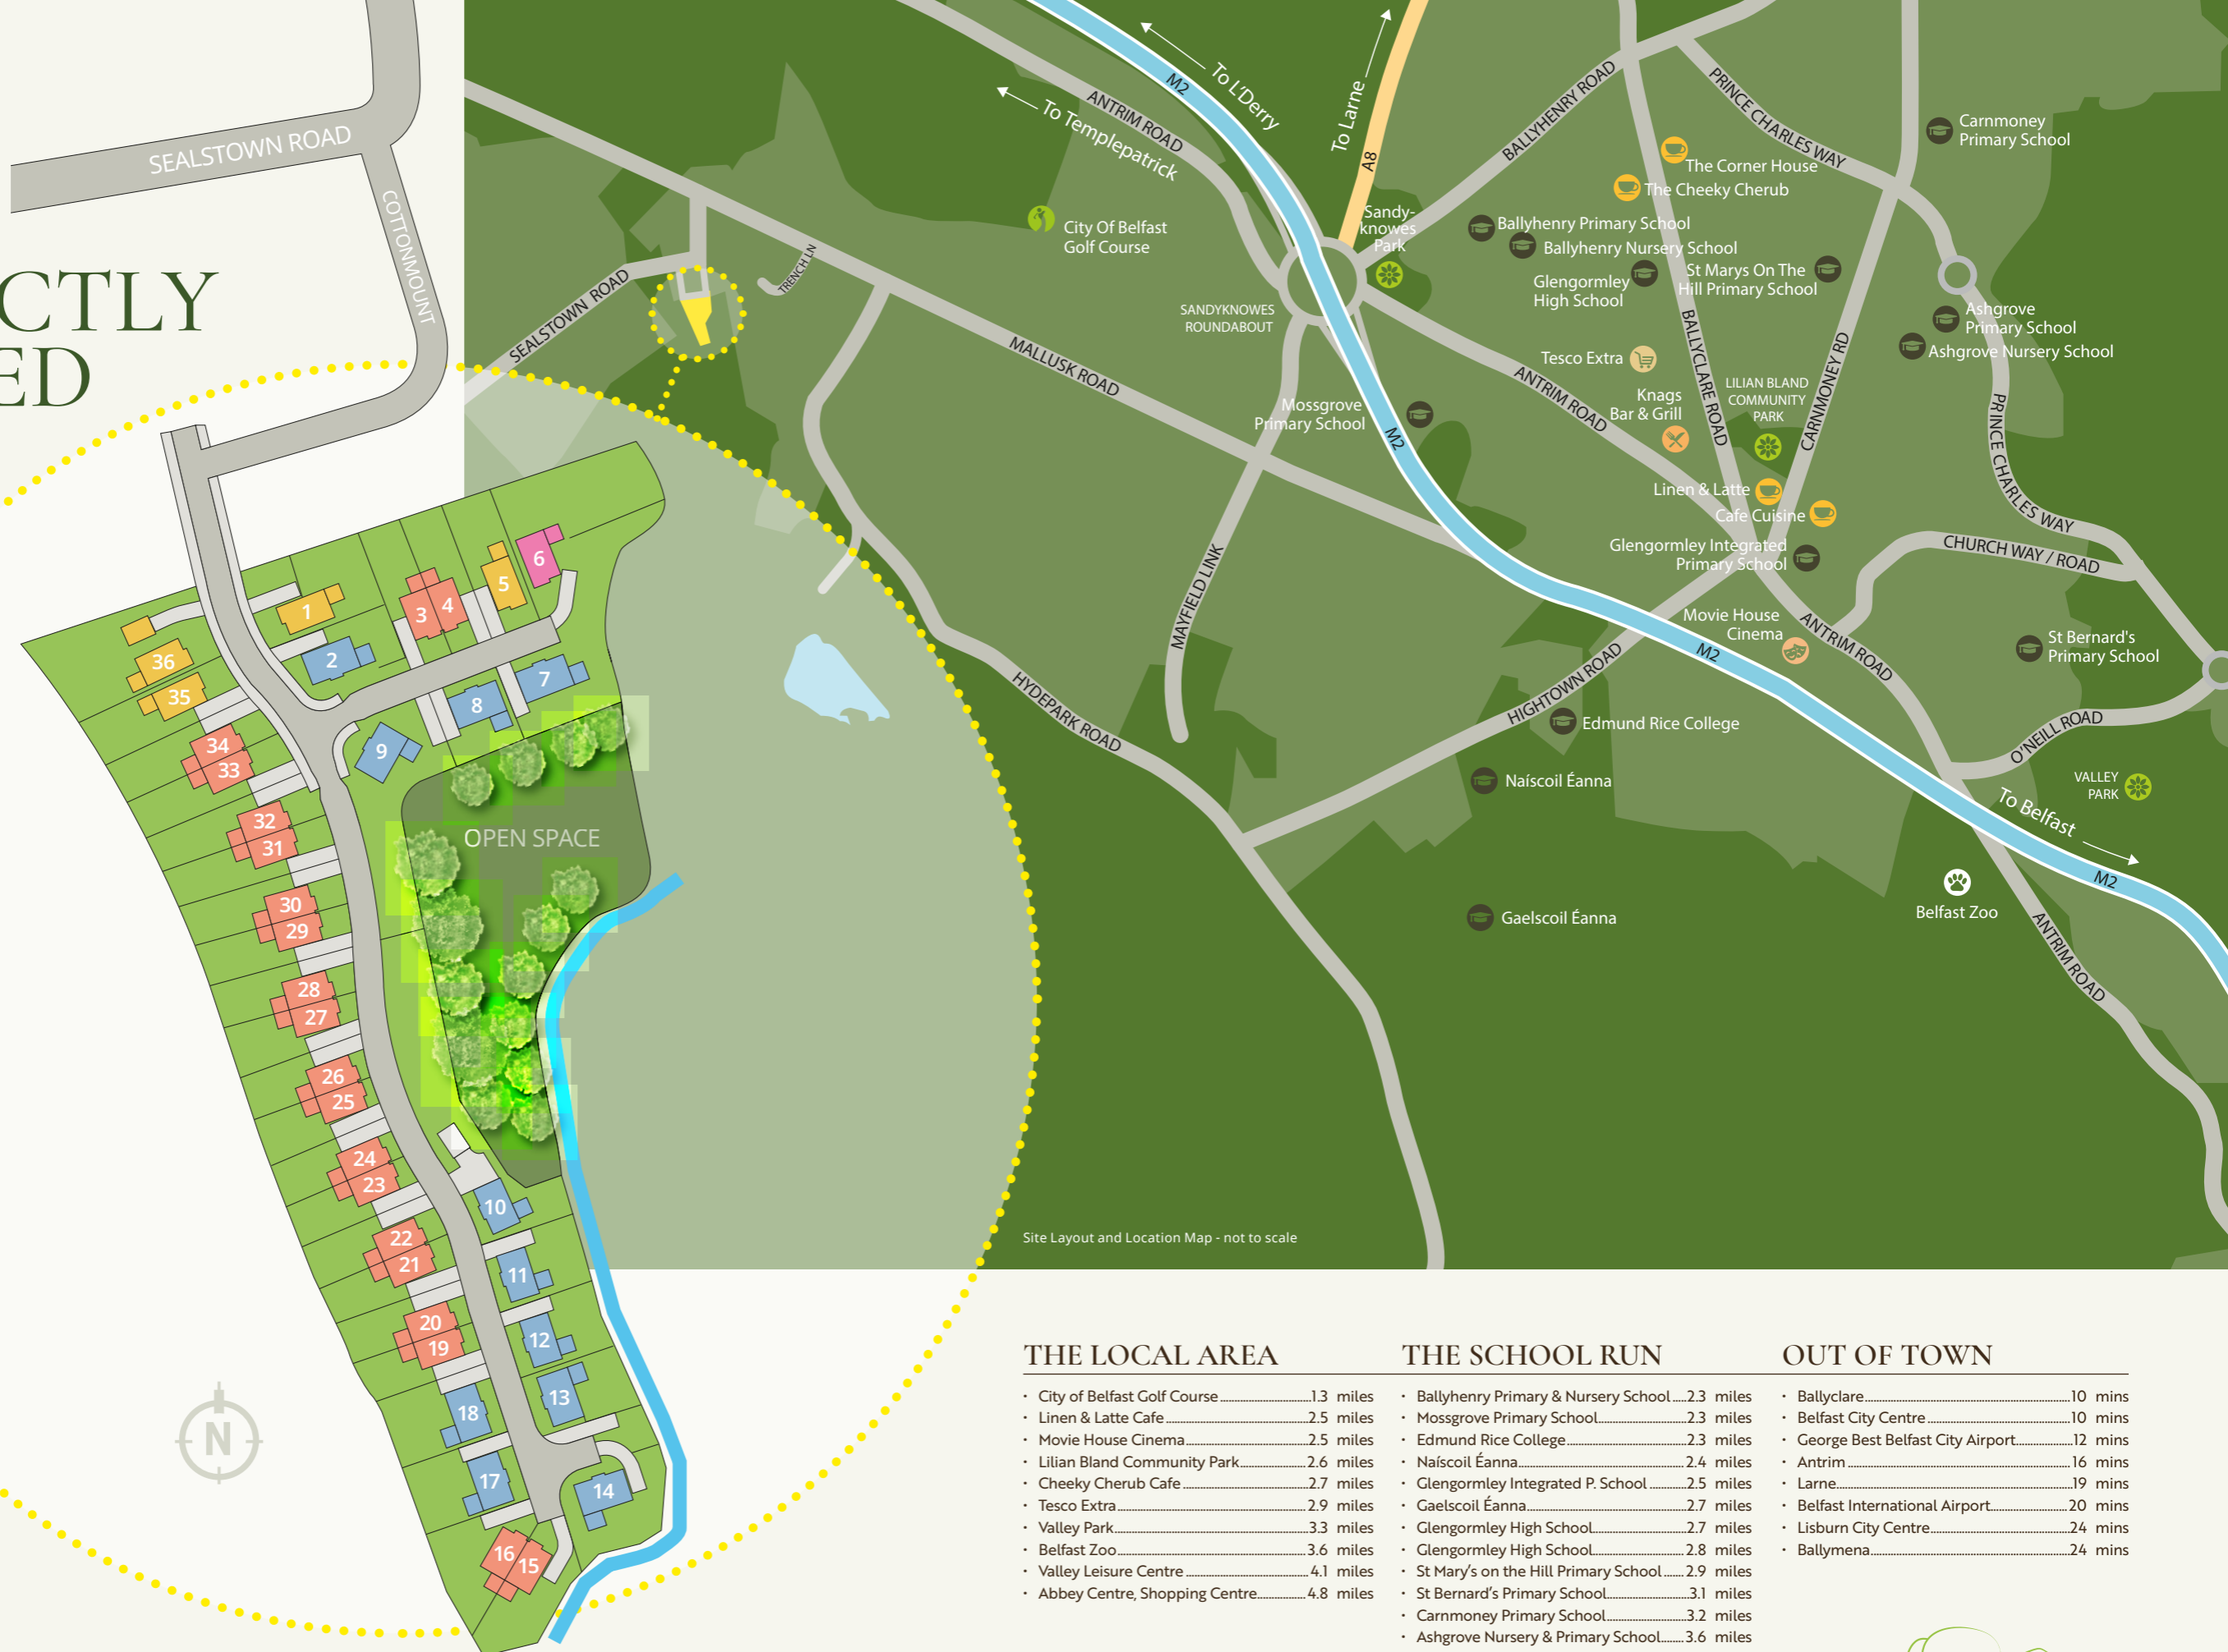 SEALSTOWN ROAD
COTTONMOUNT
CTLY
ED
1
2
3
4
5
6
7
8
9
10
11
12
13
14
15
16
17
18
19
20
21
22
23
24
25
26
27
28
29
30
31
32
33
34
35
36
OPEN SPACE
N
SEALSTOWN ROAD
TRENCH LN
MALLUSK ROAD
HYDEPARK ROAD
MAYFIELD LINK
HIGHTOWN ROAD
ANTRIM ROAD
To Templepatrick
M2
To L'Derry
To Larne
A8
City Of Belfast
Golf Course
SANDYKNOWES
ROUNDABOUT
Sandy-
knowes
Park
BALLYHENRY ROAD
PRINCE CHARLES WAY
Carnmoney
Primary School
The Corner House
The Cheeky Cherub
Ballyhenry Primary School
Ballyhenry Nursery School
Glengormley
High School
St Marys On The
Hill Primary School
Ashgrove
Primary School
Ashgrove Nursery School
Tesco Extra
BALLYCLARE ROAD
CARNMONEY RD
LILIAN BLAND
COMMUNITY
PARK
Knags
Bar & Grill
ANTRIM ROAD
Mossgrove
Primary School
M2
PRINCE CHARLES WAY
Linen & Latte
Cafe Cuisine
Glengormley Integrated
Primary School
CHURCH WAY / ROAD
Movie House
Cinema
M2
ANTRIM ROAD
St Bernard's
Primary School
Edmund Rice College
O'NEILL ROAD
Naíscoil Éanna
VALLEY
PARK
To Belfast
M2
Belfast Zoo
Gaelscoil Éanna
ANTRIM ROAD
Site Layout and Location Map - not to scale
THE LOCAL AREA
· City of Belfast Golf Course 1.3 miles
· Linen & Latte Cafe 2.5 miles
· Movie House Cinema 2.5 miles
· Lilian Bland Community Park 2.6 miles
· Cheeky Cherub Cafe 2.7 miles
· Tesco Extra 2.9 miles
· Valley Park 3.3 miles
· Belfast Zoo 3.6 miles
· Valley Leisure Centre 4.1 miles
· Abbey Centre, Shopping Centre 4.8 miles
THE SCHOOL RUN
· Ballyhenry Primary & Nursery School 2.3 miles
· Mossgrove Primary School 2.3 miles
· Edmund Rice College 2.3 miles
· Naíscoil Éanna 2.4 miles
· Glengormley Integrated P. School 2.5 miles
· Gaelscoil Éanna 2.7 miles
· Glengormley High School 2.7 miles
· Glengormley High School 2.8 miles
· St Mary's on the Hill Primary School 2.9 miles
· St Bernard's Primary School 3.1 miles
· Carnmoney Primary School 3.2 miles
· Ashgrove Nursery & Primary School 3.6 miles
OUT OF TOWN
· Ballyclare 10 mins
· Belfast City Centre 10 mins
· George Best Belfast City Airport 12 mins
· Antrim 16 mins
· Larne 19 mins
· Belfast International Airport 20 mins
· Lisburn City Centre 24 mins
· Ballymena 24 mins